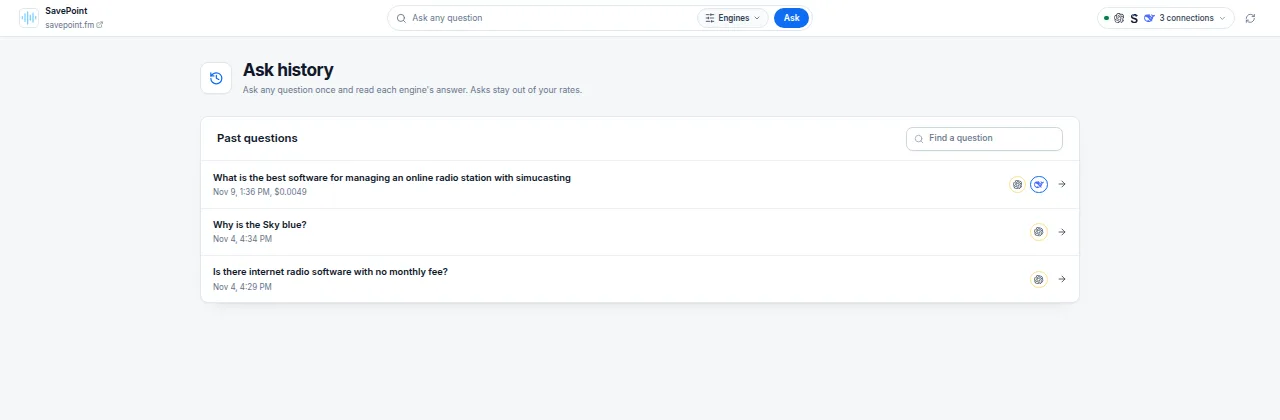 SavePoint
savepoint.fm
Ask any question
Engines
Ask
S
3 connections
Ask history
Ask any question once and read each engine's answer. Asks stay out of your rates.
Past questions
Find a question
What is the best software for managing an online radio station with simucasting
Nov 9, 1:36 PM, $0.0049
Why is the Sky blue?
Nov 4, 4:34 PM
Is there internet radio software with no monthly fee?
Nov 4, 4:29 PM